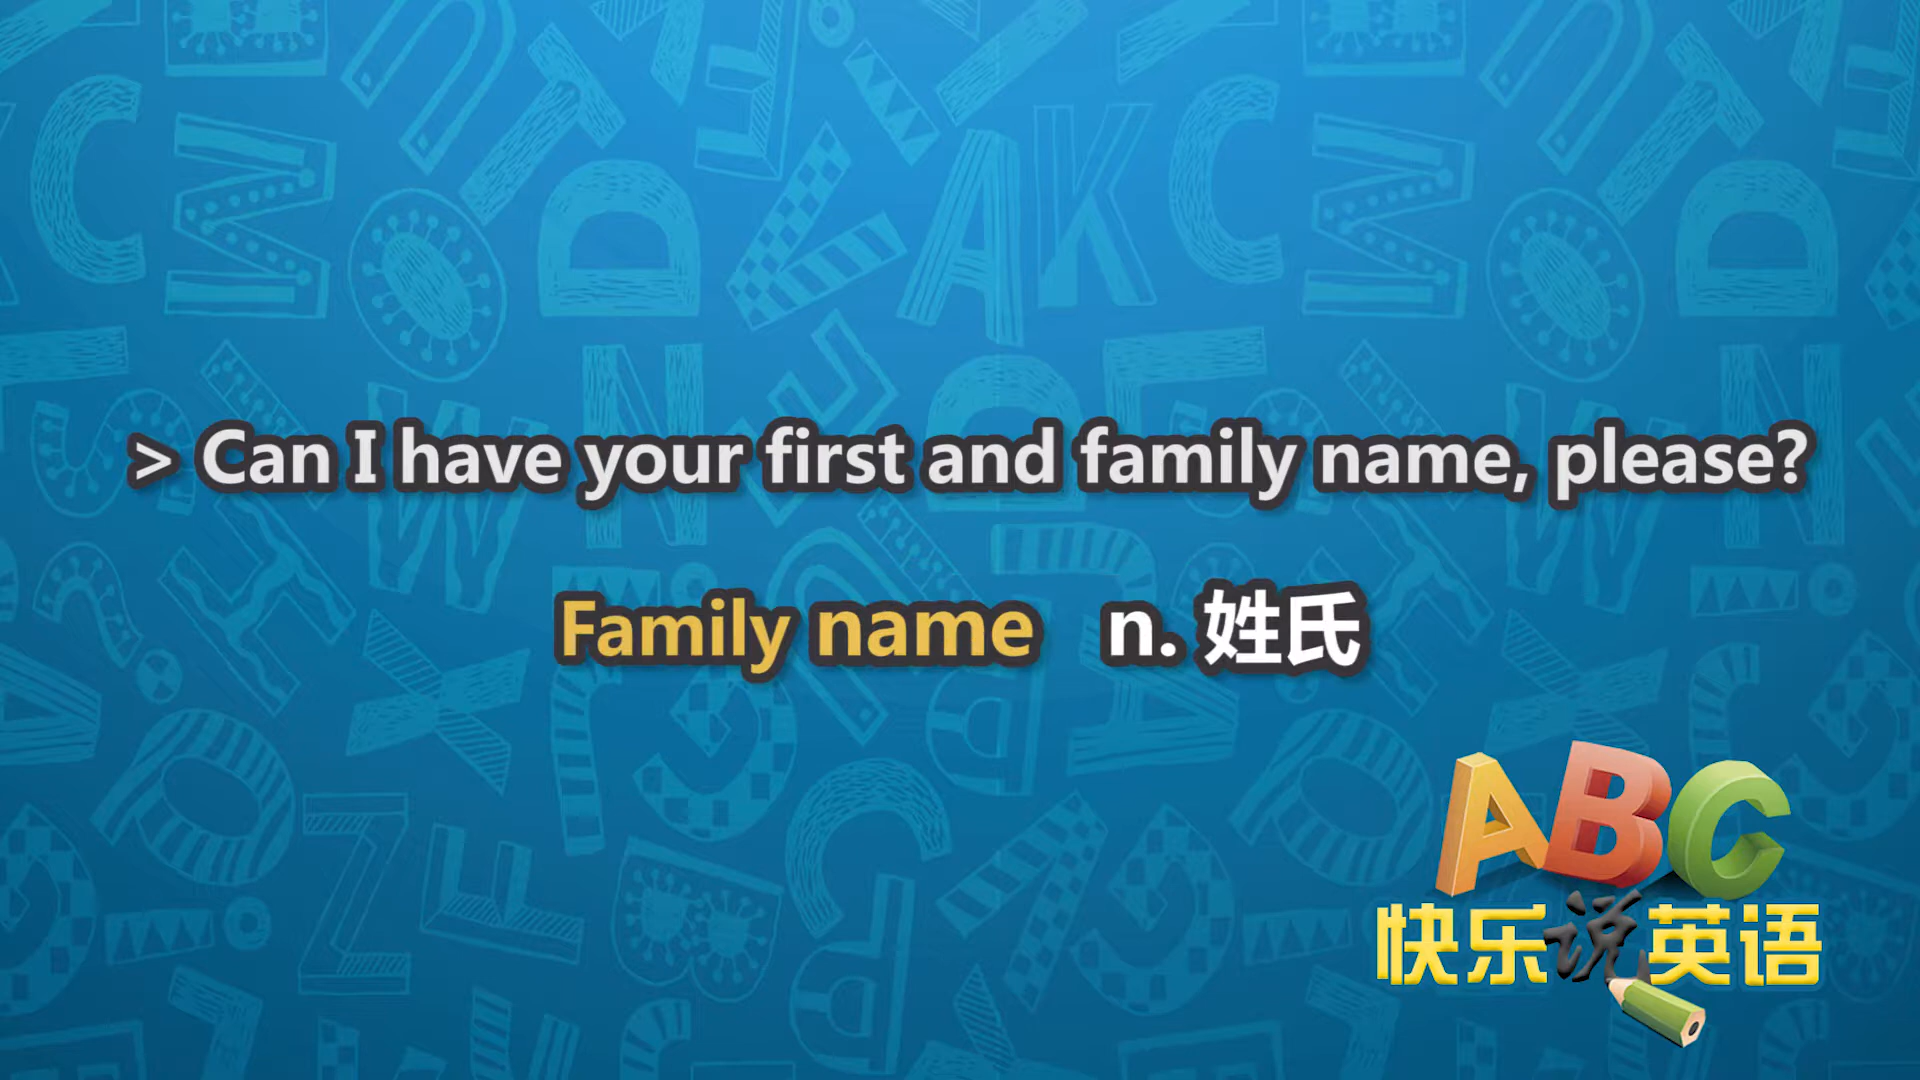 > Can I have your first and family name, please?
Family name n. 姓氏
ABC
快乐说英语